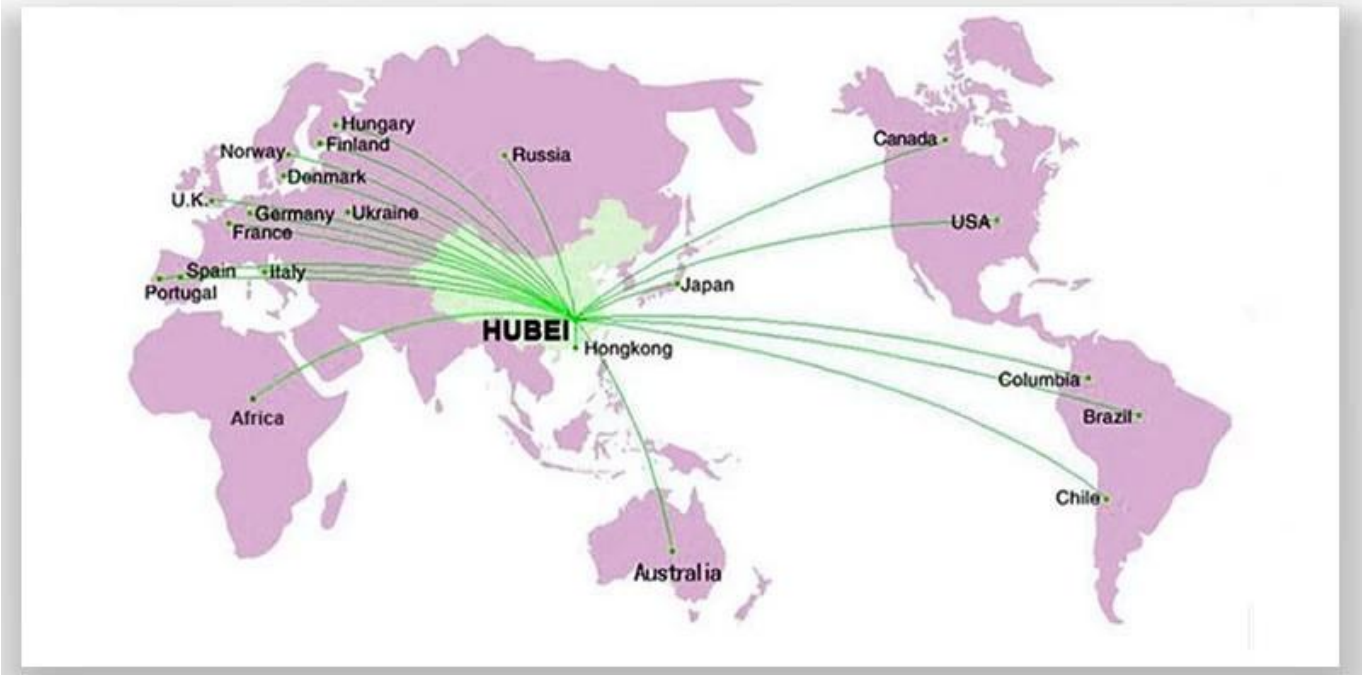 Hungary
Finland
Norway
Russia
Canada
Denmark
U.K.
Germany
Ukraine
France
USA
Spain
Italy
Portugal
Japan
HUBEI
Hongkong
Columbia
Africa
Brazil
Chile
Australia